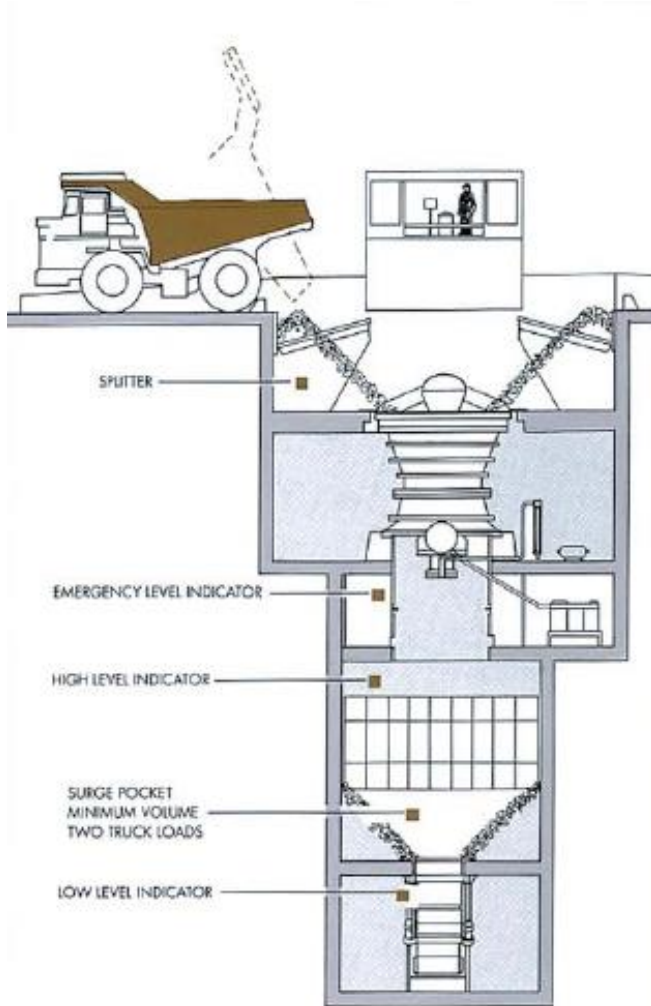 SPLITTER
EMERGENCY LEVEL INDICATOR
HIGH LEVEL INDICATOR
SURGE POCKET
MINIMUM VOLUME
TWO TRUCK LOADS
LOW LEVEL INDICATOR